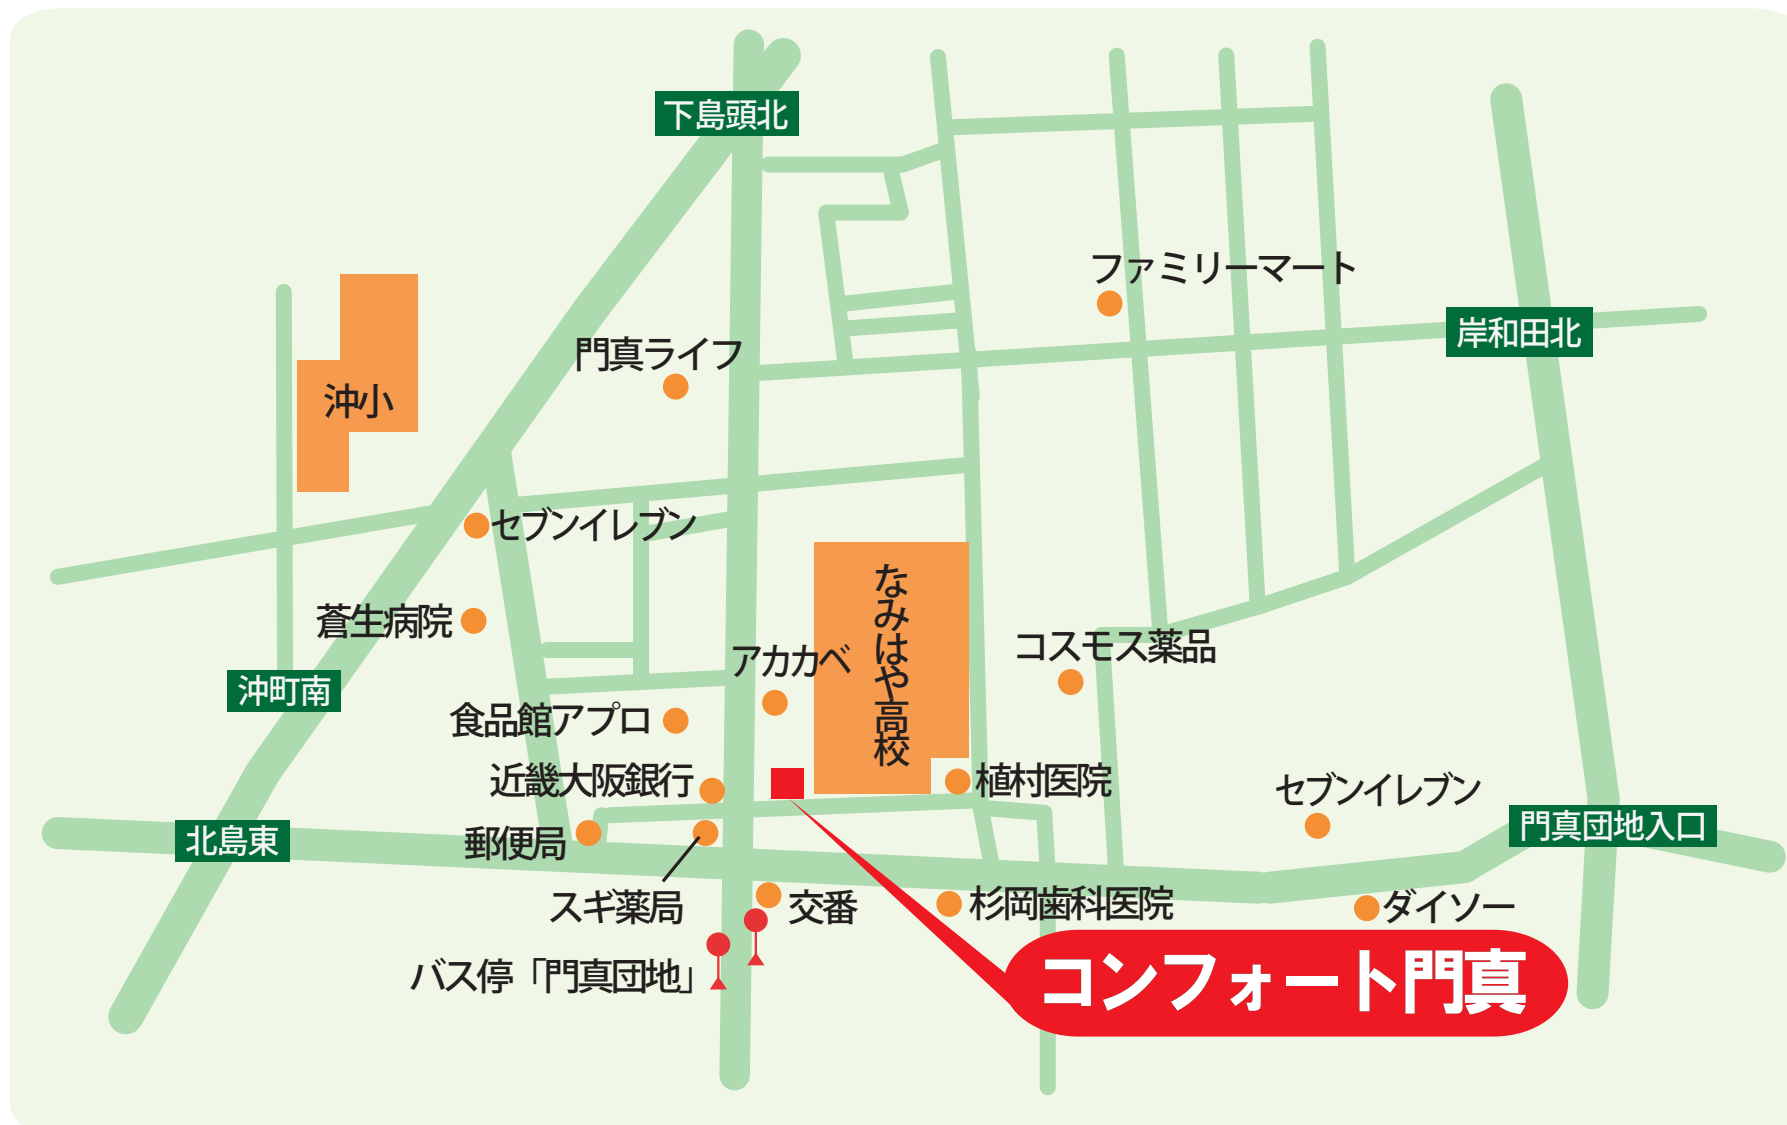 下島頭北
ファミリーマート
岸和田北
門真ライフ
沖小
セブンイレブン
なみはや高校
蒼生病院
コスモス薬品
アカカベ
沖町南
食品館アプロ
近畿大阪銀行
植村医院
セブンイレブン
門真団地入口
北島東
郵便局
スギ薬局
交番
杉岡歯科医院
ダイソー
バス停「門真団地」
コンフォート門真